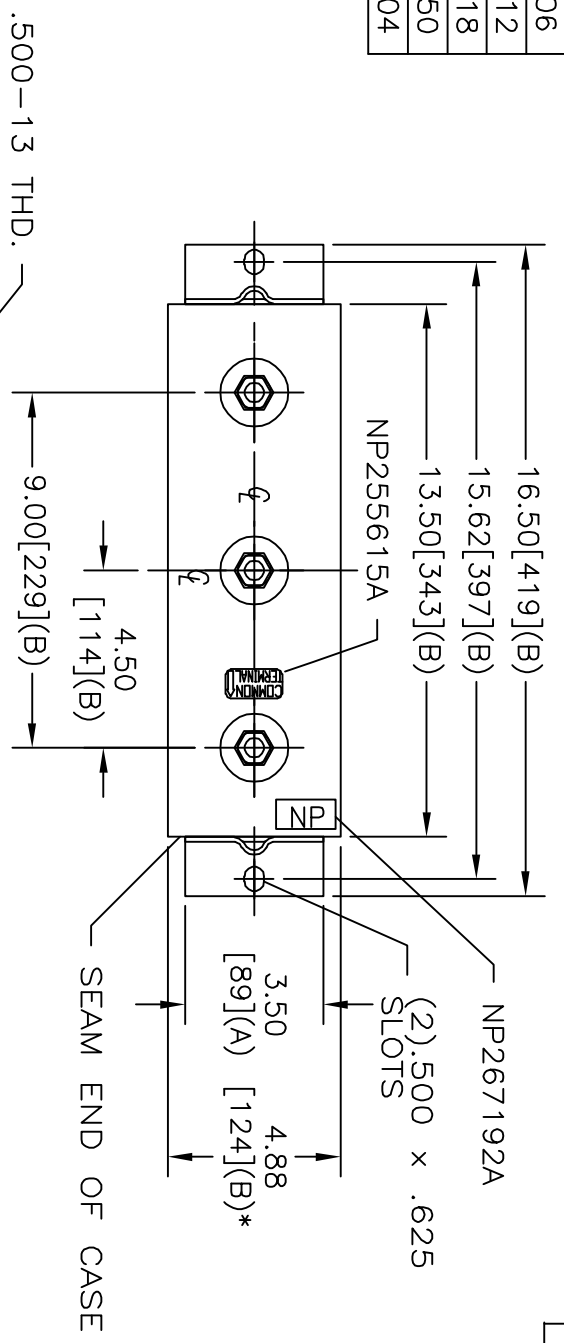 06
12
18
50
04
16.50[419](B)
15.62[397](B)
13.50[343](B)
NP255615A
NP267192A
(2).500 x .625
SLOTS
.500-13 THD.
CL
CL
COMMON
TERMINAL
NP
3.50
[89](A)
4.88
[124](B)*
4.50
[114](B)
9.00[229](B)
SEAM END OF CASE